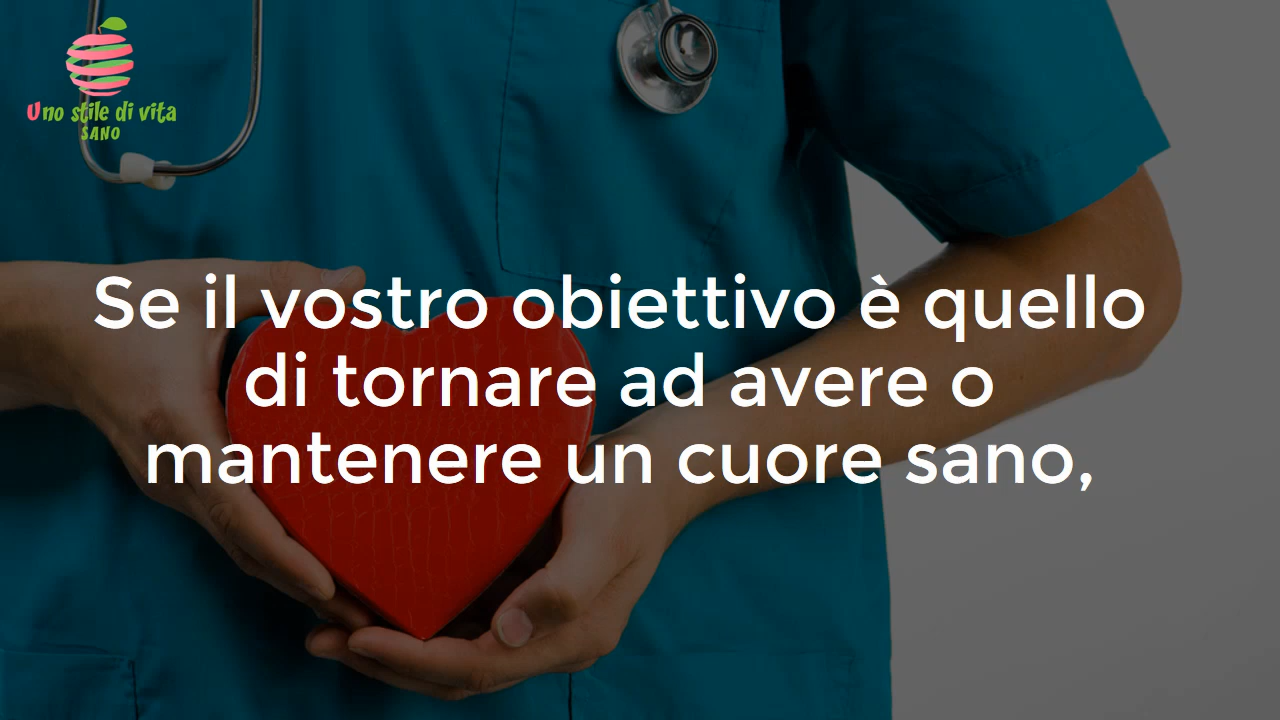 Uno stile di vita
SANO
Se il vostro obiettivo è quello
di tornare ad avere o
mantenere un cuore sano,